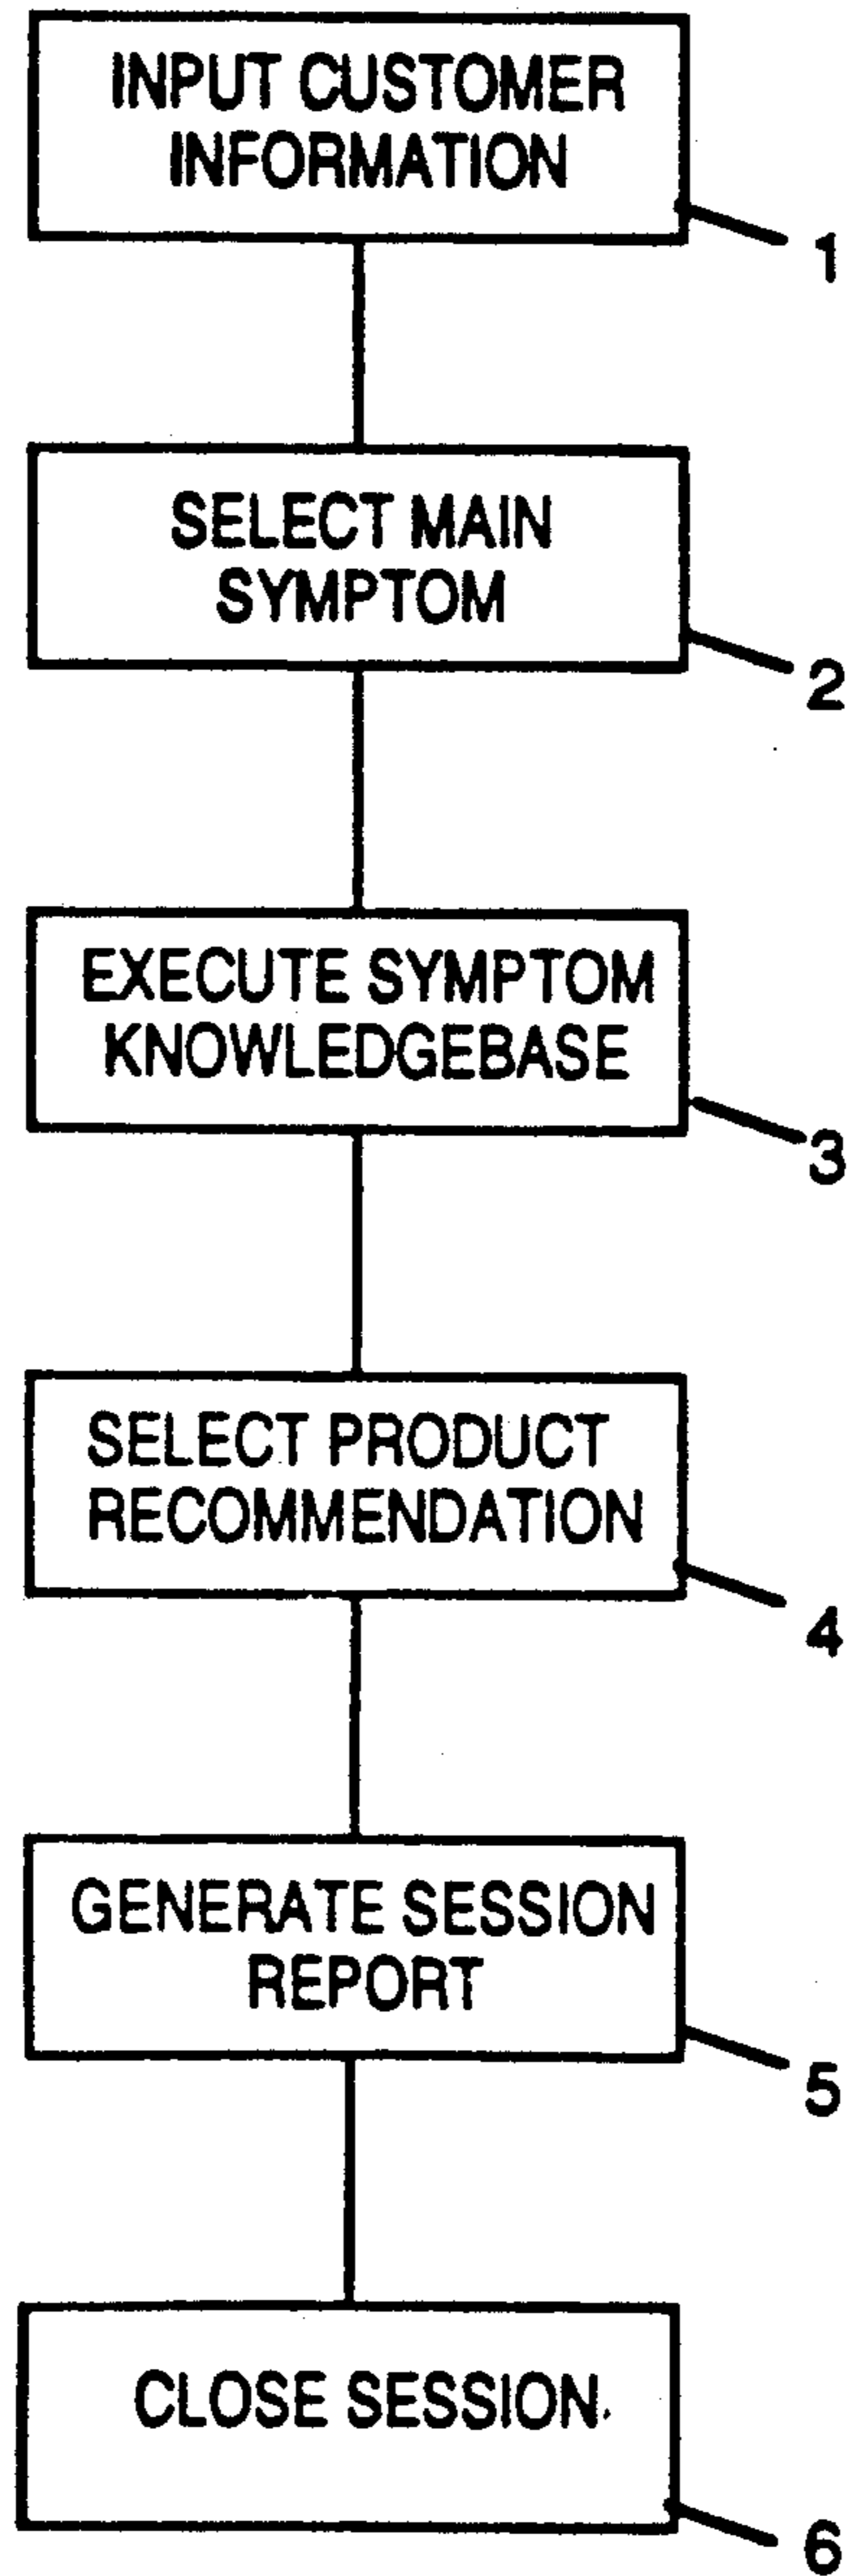 INPUT CUSTOMER
INFORMATION
1
SELECT MAIN
SYMPTOM
2
EXECUTE SYMPTOM
KNOWLEDGEBASE
3
SELECT PRODUCT
RECOMMENDATION
4
GENERATE SESSION
REPORT
5
CLOSE SESSION
6